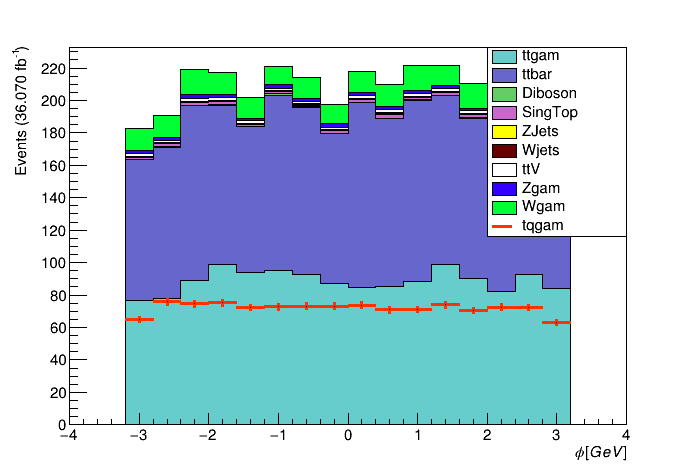 Events (36.070 fb⁻¹)
220
200
180
160
140
120
100
80
60
40
20
0
−4 −3 −2 −1 0 1 2 3 4
ϕ[GeV]
ttgam
ttbar
Diboson
SingTop
ZJets
Wjets
ttV
Zgam
Wgam
tqgam